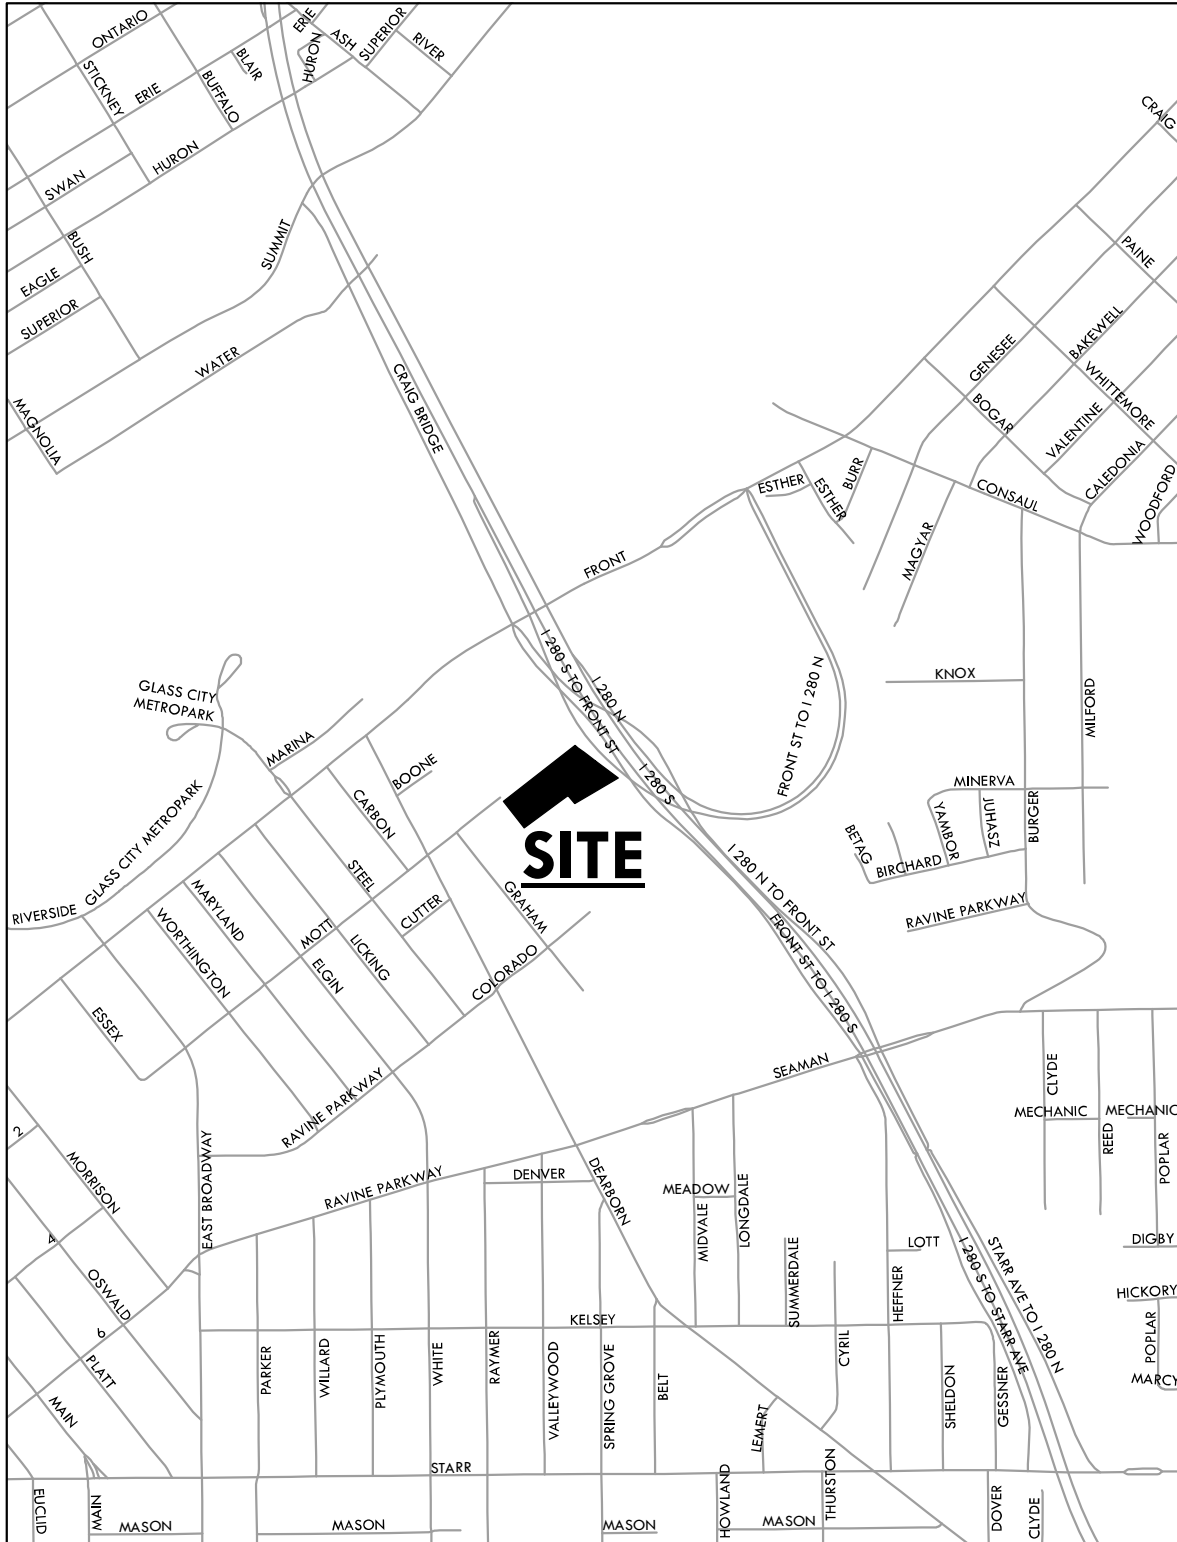 ONTARIO
STICKNEY
ERIE
BUFFALO
BLAIR
ERIE
HURON
ASH
SUPERIOR
RIVER
HURON
SWAN
BUSH
EAGLE
SUPERIOR
SUMMIT
WATER
MAGNOLIA
CRAIG BRIDGE
CRAIG
PAINE
BAKEWELL
GENESEE
WHITTEMORE
BOGAR
VALENTINE
CALEDONIA
WOODFORD
CONSAUL
BURR
ESTHER
ESTHER
MAGYAR
FRONT
I 280 S TO FRONT ST
I 280 N
I 280 S
FRONT ST TO I 280 N
KNOX
MILFORD
MINERVA
BURGER
JUHASZ
YAMBOR
BETAG
BIRCHARD
RAVINE PARKWAY
GLASS CITY
METROPARK
MARINA
BOONE
CARBON
GLASS CITY METROPARK
RIVERSIDE
SITE
STEEL
CUTTER
GRAHAM
MARYLAND
WORTHINGTON
MOTT
LICKING
ELGIN
COLORADO
ESSEX
I 280 N TO FRONT ST
FRONT ST TO I 280 S
SEAMAN
RAVINE PARKWAY
CLYDE
MECHANIC
REED
MECHANIC
POPLAR
2
MORRISON
EAST BROADWAY
RAVINE PARKWAY
DENVER
DEARBORN
MEADOW
MIDVALE
LONGDALE
4
OSWALD
6
PLATT
MAIN
SUMMERDALE
LOTT
HEFFNER
DIGBY
HICKORY
POPLAR
MARCY
STARR AVE TO I 280 N
I 280 S TO STARR AVE
KELSEY
PARKER
WILLARD
PLYMOUTH
WHITE
RAYMER
VALLEYWOOD
SPRING GROVE
BELT
CYRIL
SHELDON
GESSNER
LEMERT
STARR
EUCLID
MAIN
MASON
MASON
MASON
HOWLAND
MASON
THURSTON
DOVER
CLYDE